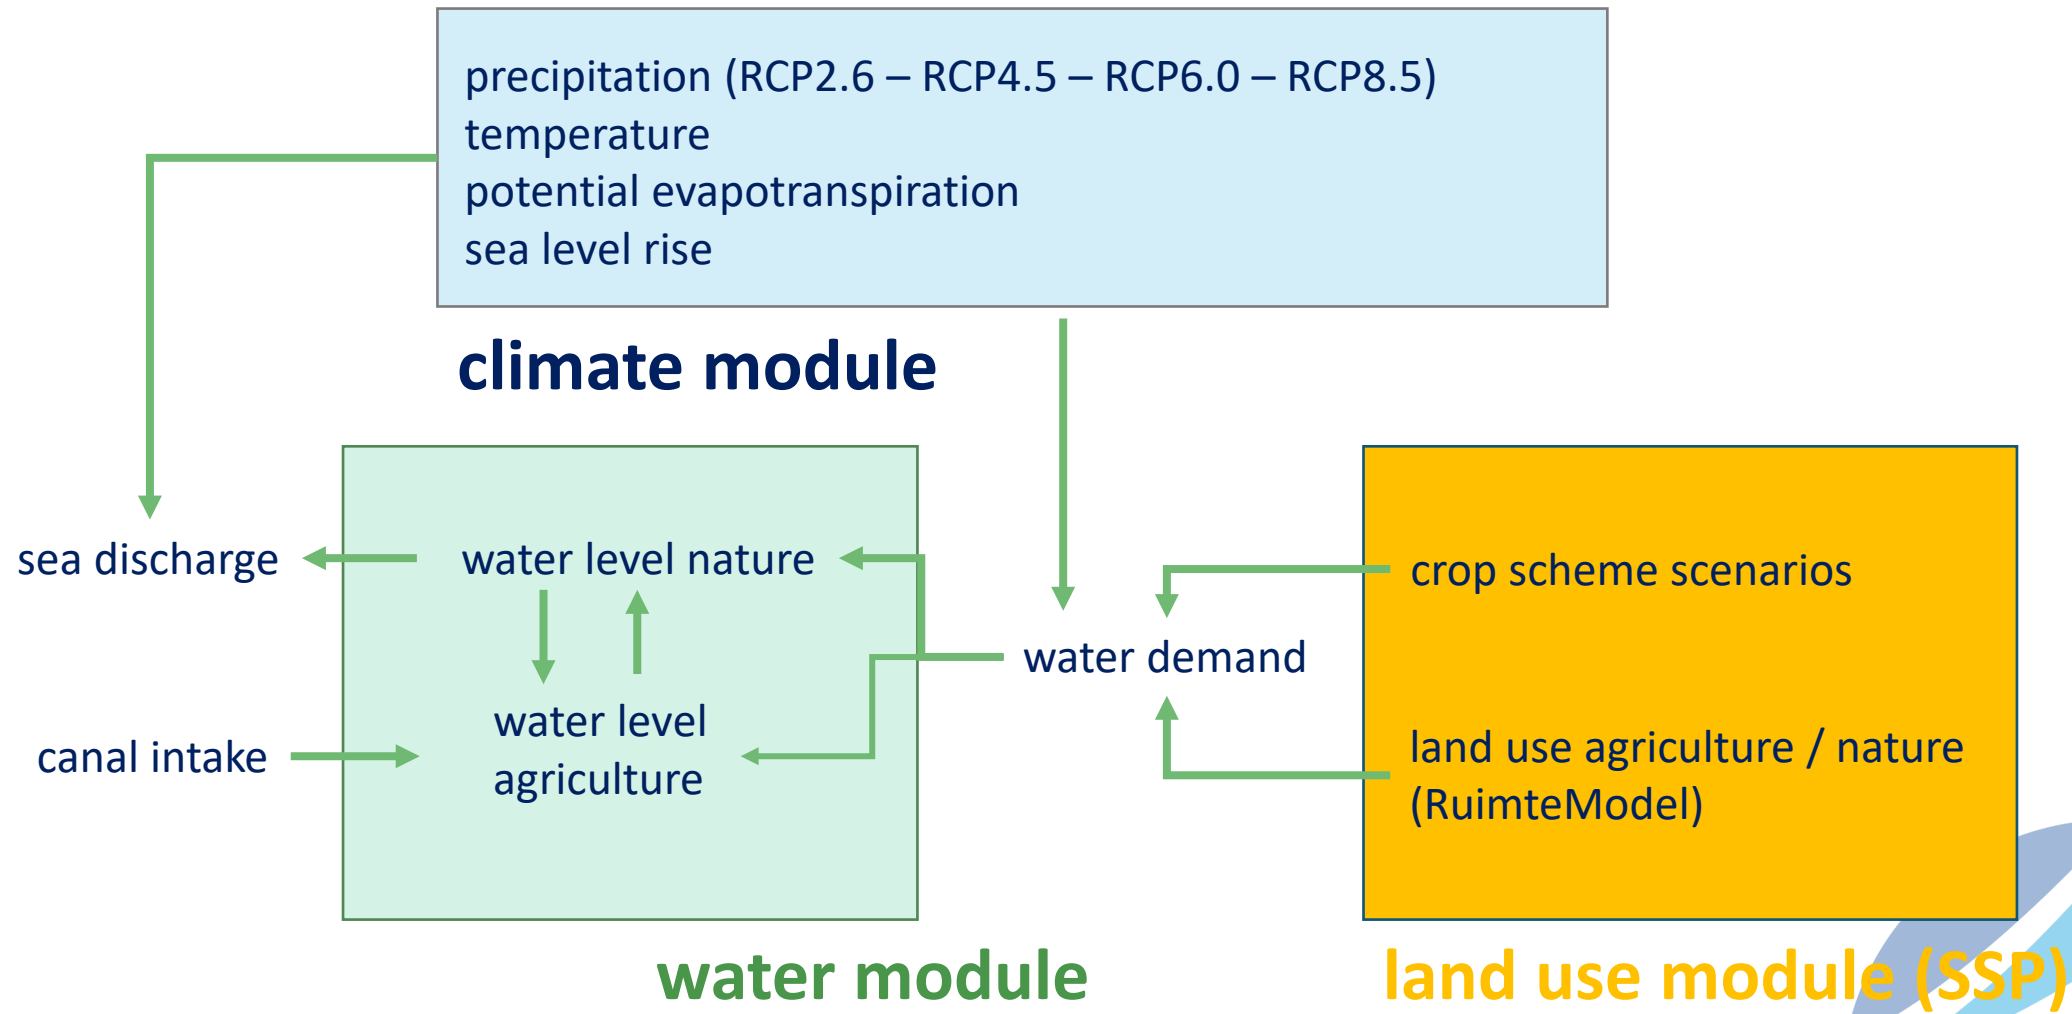 precipitation (RCP2.6 – RCP4.5 – RCP6.0 – RCP8.5)
temperature
potential evapotranspiration
sea level rise
climate module
sea discharge
water level nature
crop scheme scenarios
water demand
canal intake
water level
agriculture
land use agriculture / nature
(RuimteModel)
water module
land use module (SSP)